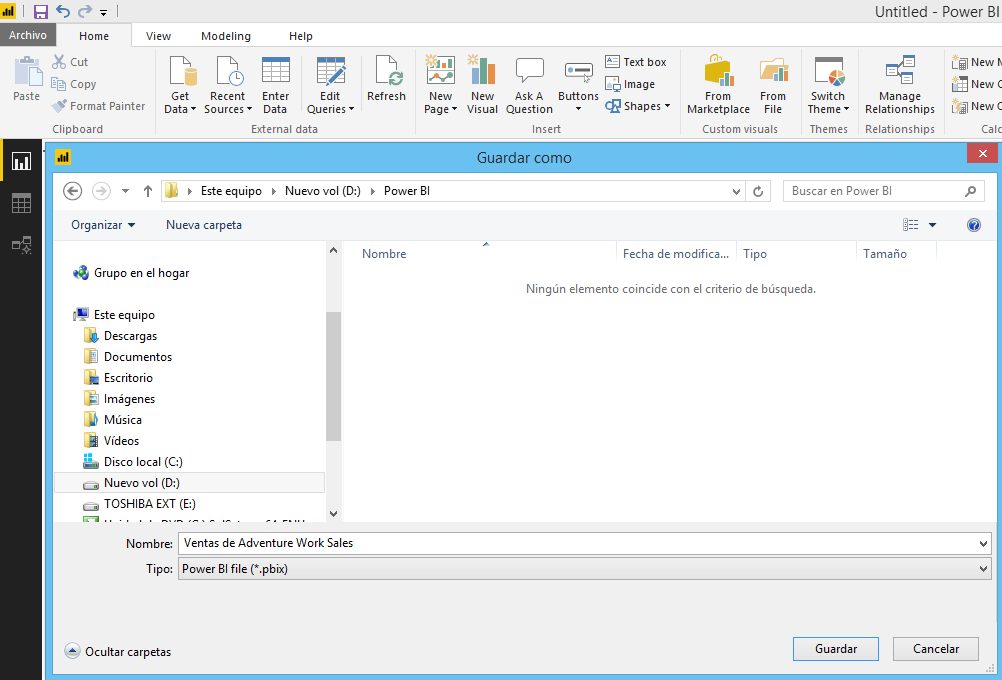 Untitled - Power BI
Archivo Home View Modeling Help
Cut
Copy
Format Painter
Paste
Clipboard
Get Data
Recent Sources
Enter Data
Edit Queries
External data
Refresh
New Page
New Visual
Ask A Question
Buttons
Text box
Image
Shapes
Insert
From Marketplace
From File
Custom visuals
Switch Theme
Themes
Manage Relationships
Relationships
New
New
New
Guardar como
Este equipo Nuevo vol (D:) Power BI
Buscar en Power BI
Organizar Nueva carpeta
Nombre Fecha de modifica... Tipo Tamaño
Ningún elemento coincide con el criterio de búsqueda.
Grupo en el hogar
Este equipo
Descargas
Documentos
Escritorio
Imágenes
Música
Vídeos
Disco local (C:)
Nuevo vol (D:)
TOSHIBA EXT (E:)
Nombre: Ventas de Adventure Work Sales
Tipo: Power BI file (*.pbix)
Ocultar carpetas
Guardar Cancelar